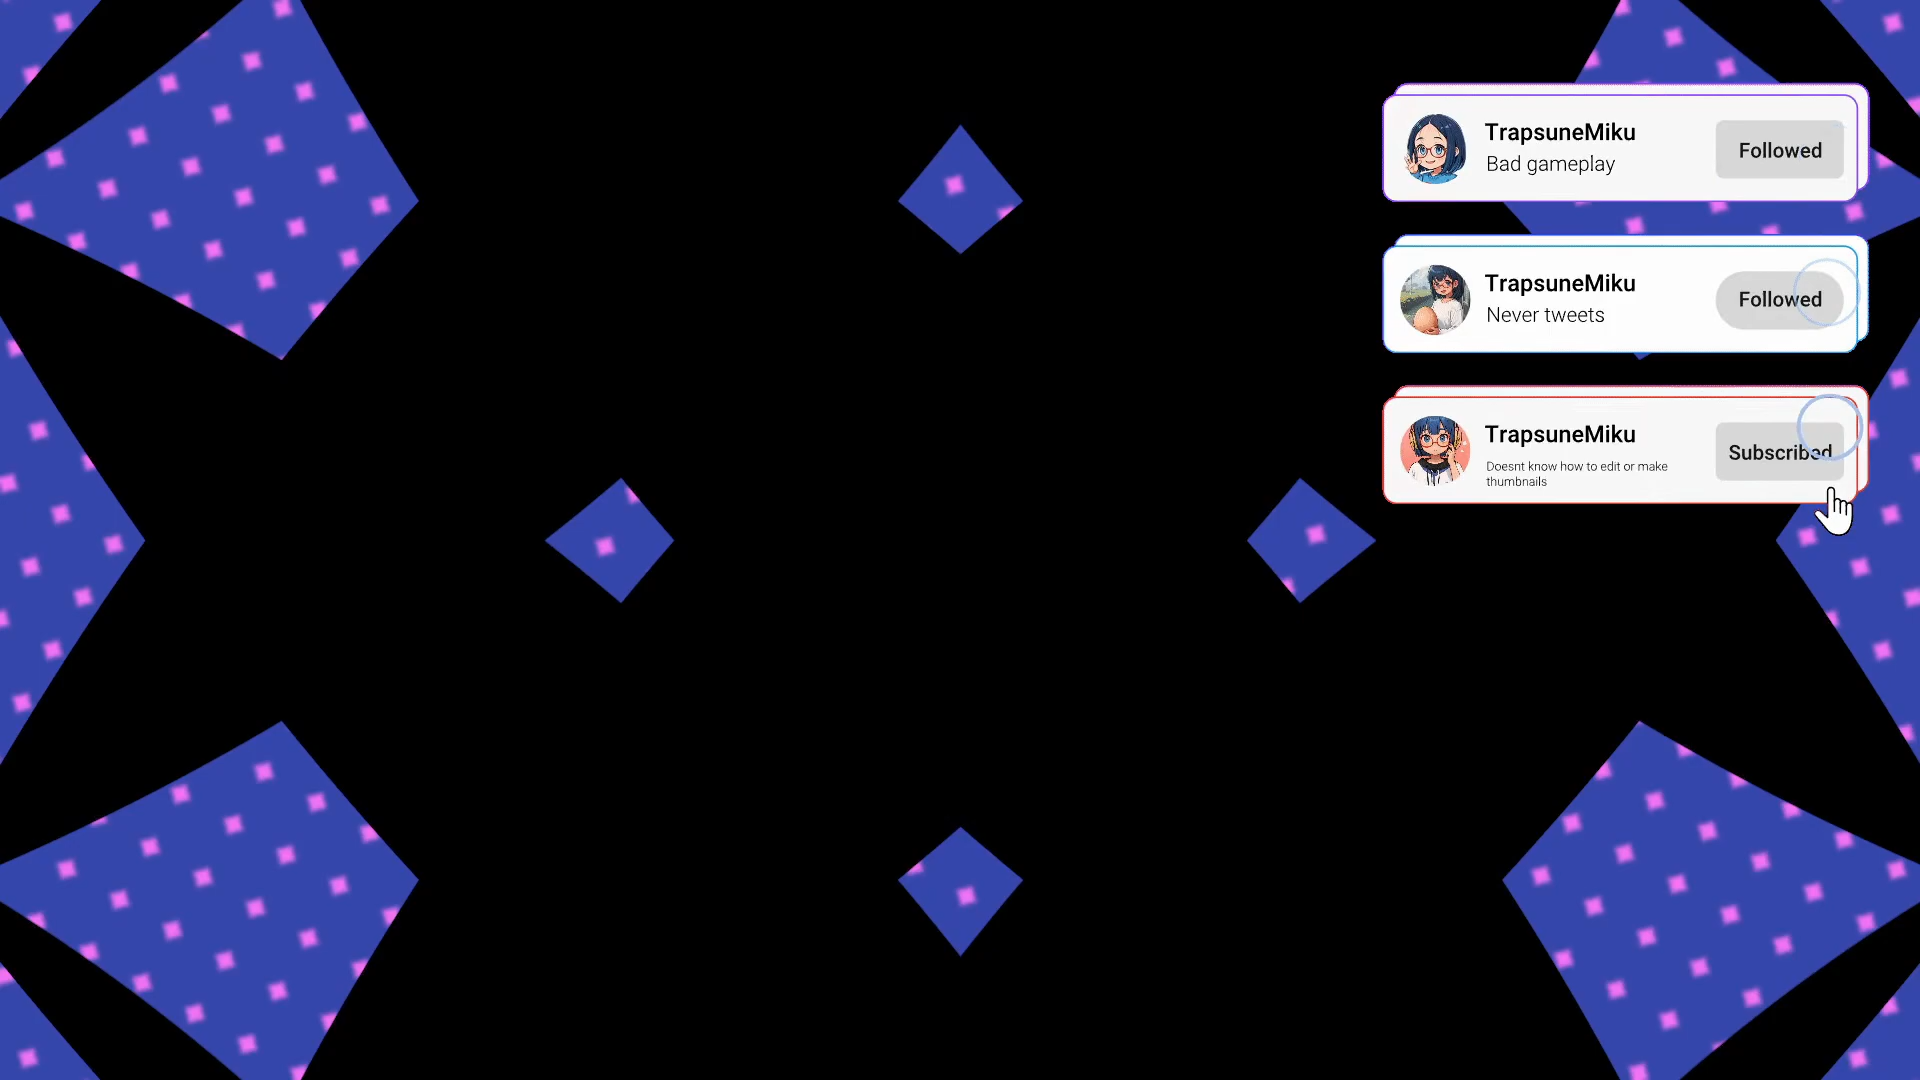 TrapsuneMiku
Bad gameplay
Followed
TrapsuneMiku
Never tweets
Followed
TrapsuneMiku
Doesnt know how to edit or make
thumbnails
Subscribed